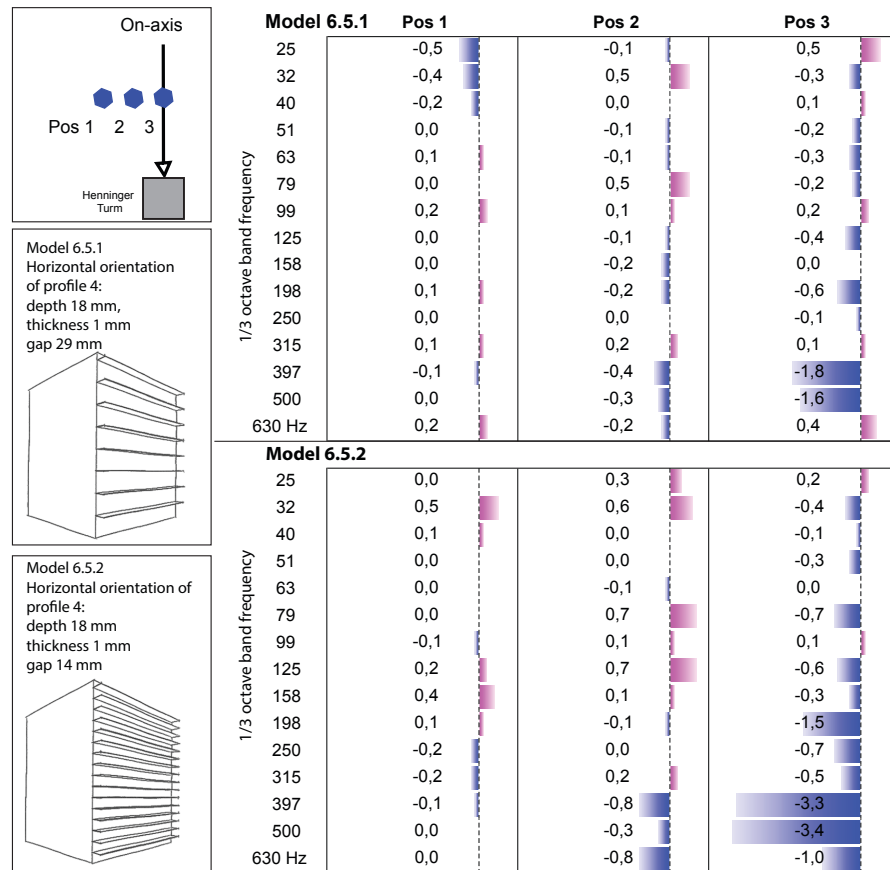 On-axis
Pos 1 2 3
Henninger
Turm
Model 6.5.1
Horizontal orientation
of profile 4:
depth 18 mm,
thickness 1 mm
gap 29 mm
Model 6.5.2
Horizontal orientation of
profile 4:
depth 18 mm
thickness 1 mm
gap 14 mm
Model 6.5.1 Pos 1 Pos 2 Pos 3
1/3 octave band frequency
25 -0,5 -0,1 0,5
32 -0,4 0,5 -0,3
40 -0,2 0,0 0,1
51 0,0 -0,1 -0,2
63 0,1 -0,1 -0,3
79 0,0 0,5 -0,2
99 0,2 0,1 0,2
125 0,0 -0,1 -0,4
158 0,0 -0,2 0,0
198 0,1 -0,2 -0,6
250 0,0 0,0 -0,1
315 0,1 0,2 0,1
397 -0,1 -0,4 -1,8
500 0,0 -0,3 -1,6
630 Hz 0,2 -0,2 0,4
Model 6.5.2
1/3 octave band frequency
25 0,0 0,3 0,2
32 0,5 0,6 -0,4
40 0,1 0,0 -0,1
51 0,0 0,0 -0,3
63 0,0 -0,1 0,0
79 0,0 0,7 -0,7
99 -0,1 0,1 0,1
125 0,2 0,7 -0,6
158 0,4 0,1 -0,3
198 0,1 -0,1 -1,5
250 -0,2 0,0 -0,7
315 -0,2 0,2 -0,5
397 -0,1 -0,8 -3,3
500 0,0 -0,3 -3,4
630 Hz 0,0 -0,8 -1,0